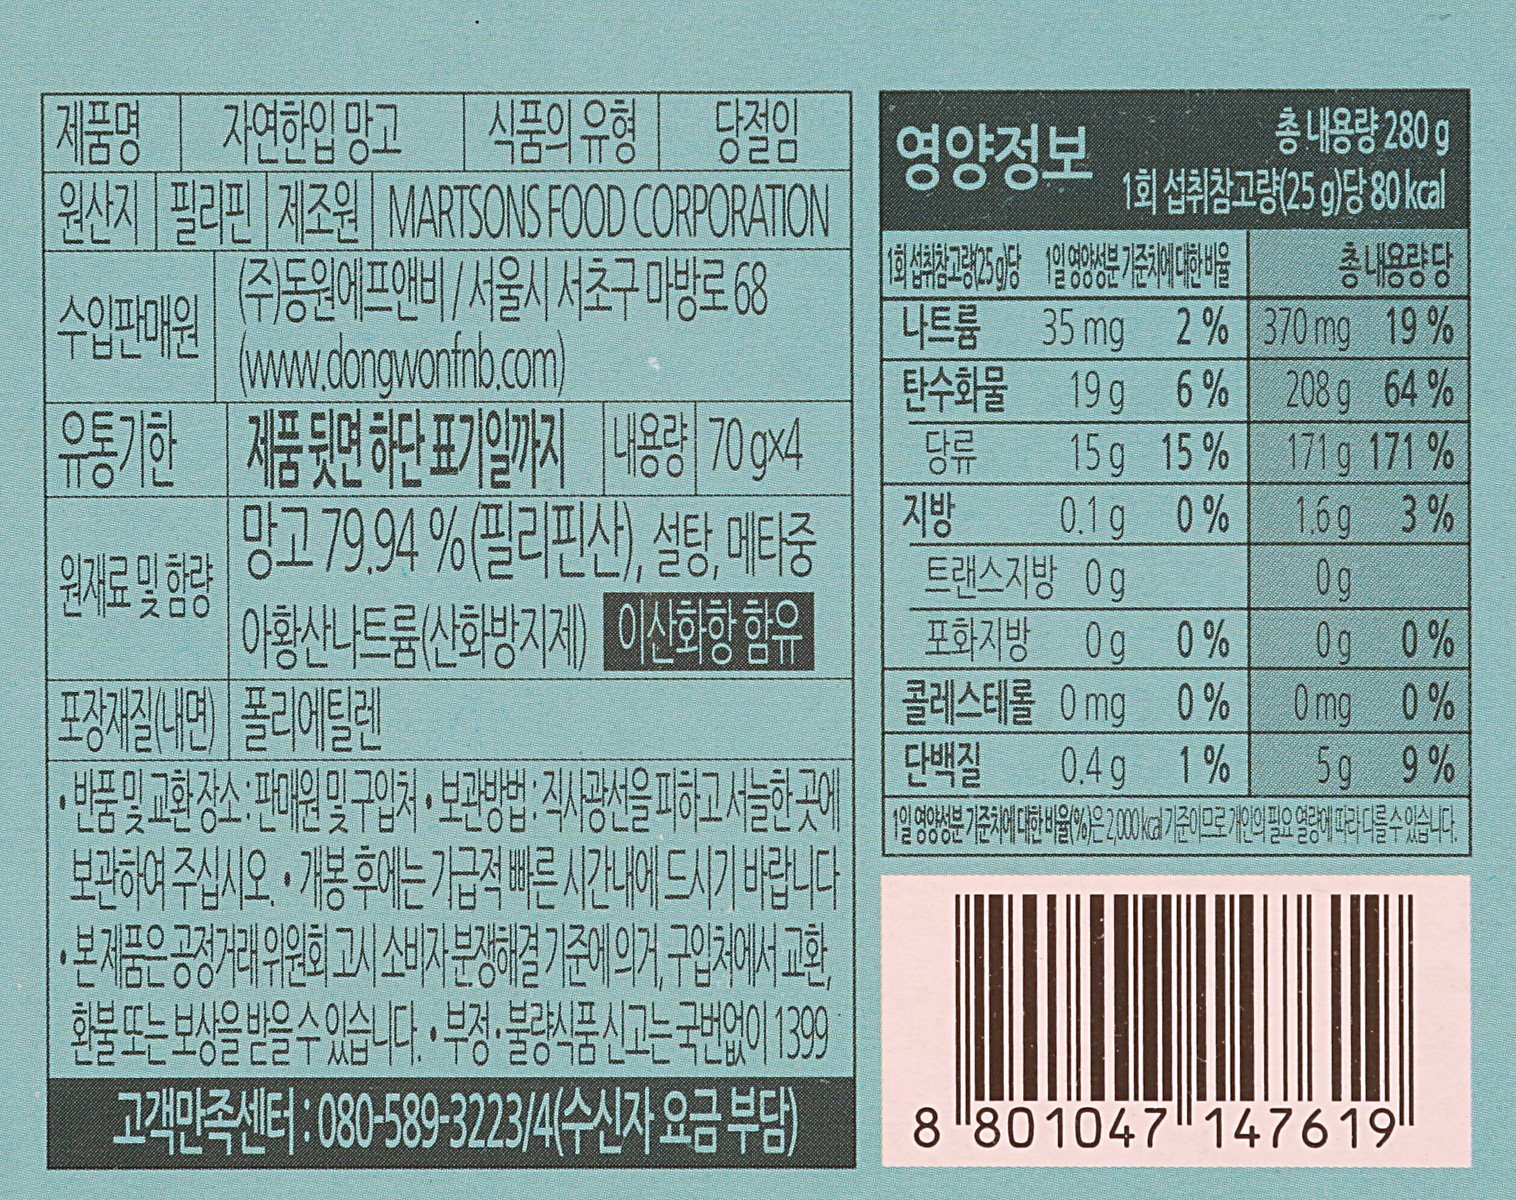 제품명 자연한입 망고 식품의 유형 당절임
원산지 필리핀 제조원 MARTSONS FOOD CORPORATION
수입판매원 (주)동원에프앤비 / 서울시 서초구 마방로 68
(www.dongwonfnb.com)
유통기한 제품 뒷면 하단 표기일까지 내용량 70 g×4
원재료 및 함량 망고 79.94 %(필리핀산), 설탕, 메타중
아황산나트륨(산화방지제) 이산화황 함유
포장재질(내면) 폴리에틸렌
• 반품 및 교환 장소 : 판매원 및 구입처 • 보관방법 : 직사광선을 피하고 서늘한 곳에
보관하여 주십시오. • 개봉 후에는 가급적 빠른 시간 내에 드시기 바랍니다
• 본 제품은 공정거래 위원회 고시 소비자 분쟁해결 기준에 의거, 구입처에서 교환,
환불 또는 보상을 받을 수 있습니다. • 부정 · 불량식품 신고는 국번없이 1399
고객만족센터 : 080-589-3223/4(수신자 요금 부담)
영양정보 총 내용량 280 g
1회 섭취참고량(25 g)당 80 kcal
1회 섭취참고량(25 g)당 1일 영양성분 기준치에 대한 비율 총 내용량당
나트륨 35 mg 2 % 370 mg 19 %
탄수화물 19 g 6 % 208 g 64 %
당류 15 g 15 % 171 g 171 %
지방 0.1 g 0 % 1.6 g 3 %
트랜스지방 0 g 0 g
포화지방 0 g 0 % 0 g 0 %
콜레스테롤 0 mg 0 % 0 mg 0 %
단백질 0.4 g 1 % 5 g 9 %
1일 영양성분 기준치에 대한 비율(%)은 2,000 kcal 기준이므로 개인의 필요 열량에 따라 다를 수 있습니다.
8 801047 147619